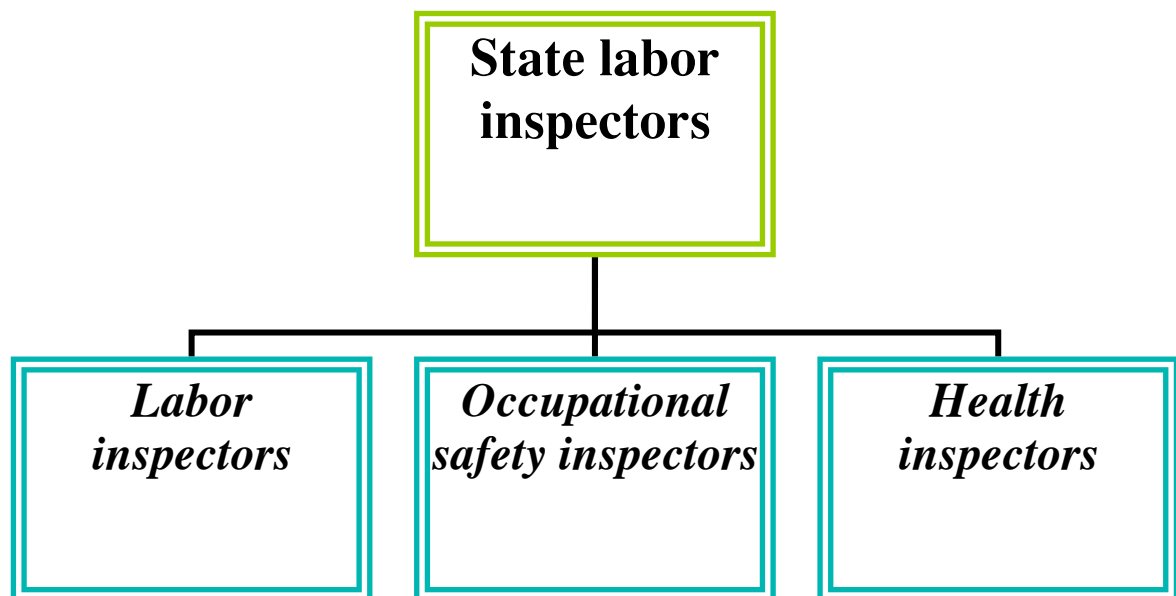 State labor
inspectors
Labor
inspectors
Occupational
safety inspectors
Health
inspectors